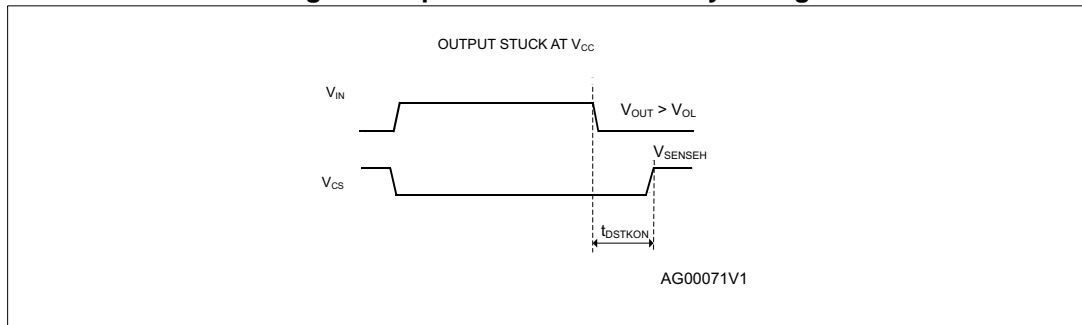 OUTPUT STUCK AT VCC
VIN
VOUT > VOL
VSENSEH
VCS
tDSTKON
AG00071V1